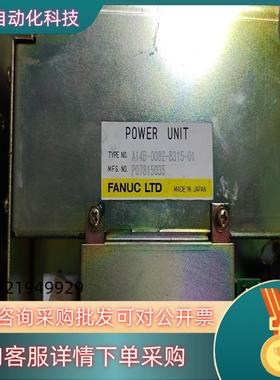 自动化科技
POWER UNIT
TYPE NO. A14B-0082-B315-01
MFG. NO. P07815035
FANUC LTD
MADE IN JAPAN
21949929
咨询采购批发可对公开票
客服详情下单采购